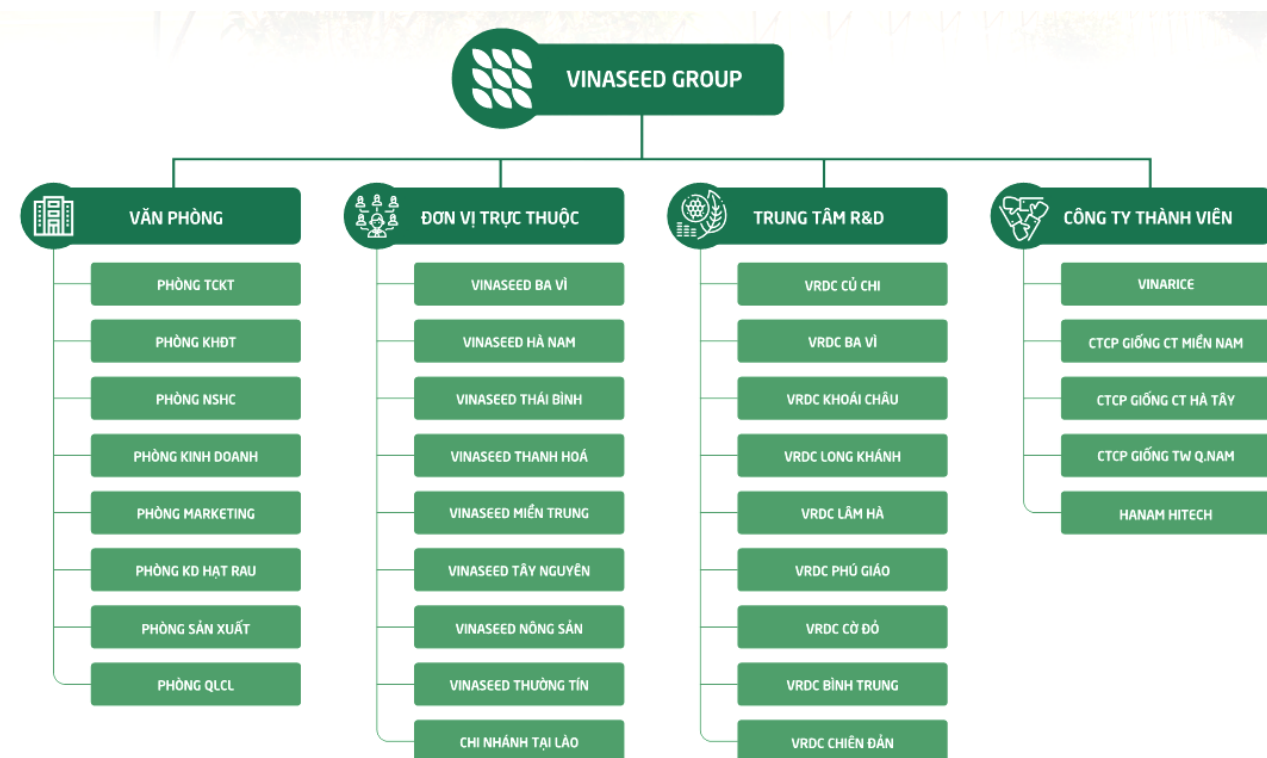 VINASEED GROUP
VĂN PHÒNG
PHÒNG TCKT
PHÒNG KHĐT
PHÒNG NSHC
PHÒNG KINH DOANH
PHÒNG MARKETING
PHÒNG KD HẠT RAU
PHÒNG SẢN XUẤT
PHÒNG QLCL
ĐƠN VỊ TRỰC THUỘC
VINASEED BA VÌ
VINASEED HÀ NAM
VINASEED THÁI BÌNH
VINASEED THANH HOÁ
VINASEED MIỀN TRUNG
VINASEED TÂY NGUYÊN
VINASEED NÔNG SẢN
VINASEED THƯỜNG TÍN
CHI NHÁNH TẠI LÀO
TRUNG TÂM R&D
VRDC CỦ CHI
VRDC BA VÌ
VRDC KHOÁI CHÂU
VRDC LONG KHÁNH
VRDC LÂM HÀ
VRDC PHÚ GIÁO
VRDC CỜ ĐỎ
VRDC BÌNH TRUNG
VRDC CHIÊN ĐÀN
CÔNG TY THÀNH VIÊN
VINARICE
CTCP GIỐNG CT MIỀN NAM
CTCP GIỐNG CT HÀ TÂY
CTCP GIỐNG TW Q.NAM
HANAM HITECH